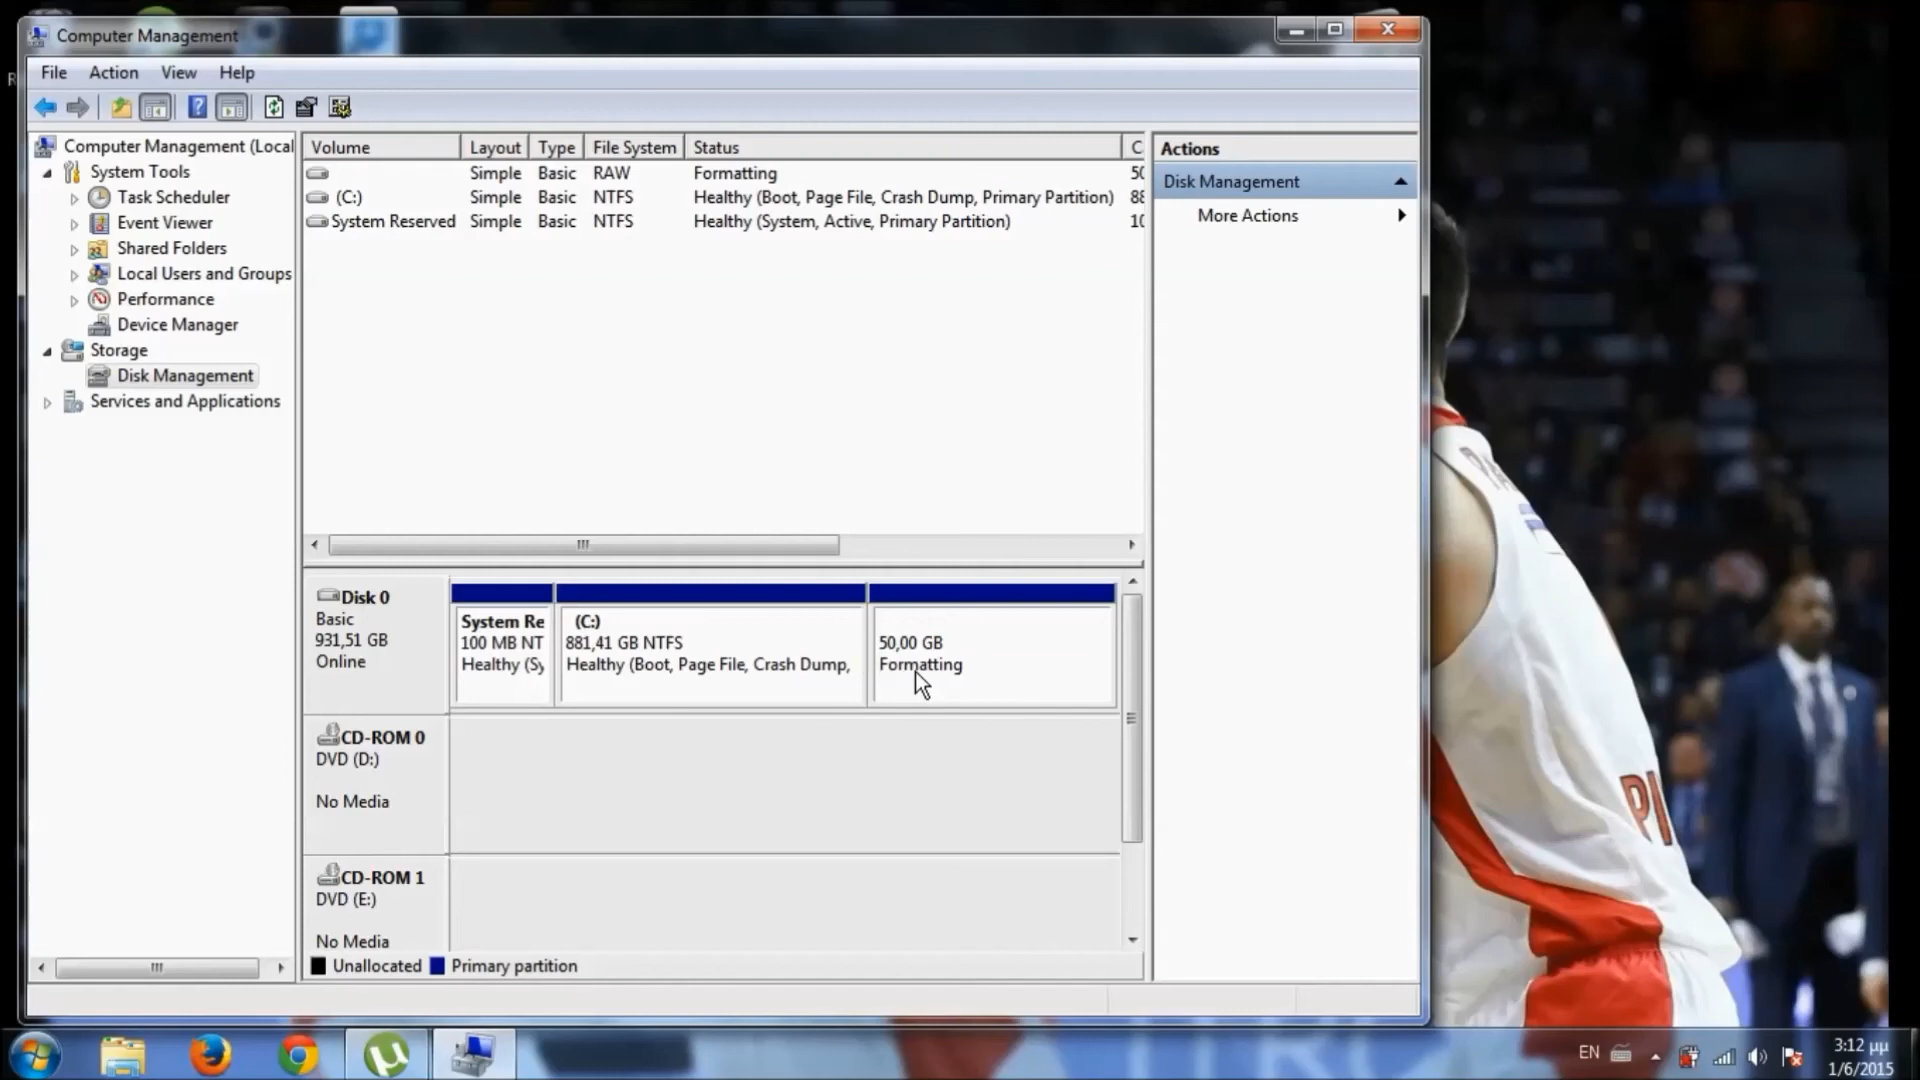 Computer Management
File Action View Help
Computer Management (Local
System Tools
Task Scheduler
Event Viewer
Shared Folders
Local Users and Groups
Performance
Device Manager
Storage
Disk Management
Services and Applications
Volume Layout Type File System Status C
Simple Basic RAW Formatting 50
(C:) Simple Basic NTFS Healthy (Boot, Page File, Crash Dump, Primary Partition) 88
System Reserved Simple Basic NTFS Healthy (System, Active, Primary Partition) 10
Actions
Disk Management
More Actions
Disk 0
Basic
931,51 GB
Online
System Re
100 MB NT
Healthy (Sy
(C:)
881,41 GB NTFS
Healthy (Boot, Page File, Crash Dump,
50,00 GB
Formatting
CD-ROM 0
DVD (D:)
No Media
CD-ROM 1
DVD (E:)
No Media
Unallocated Primary partition
R
PI
EN
3:12 μμ
1/6/2015